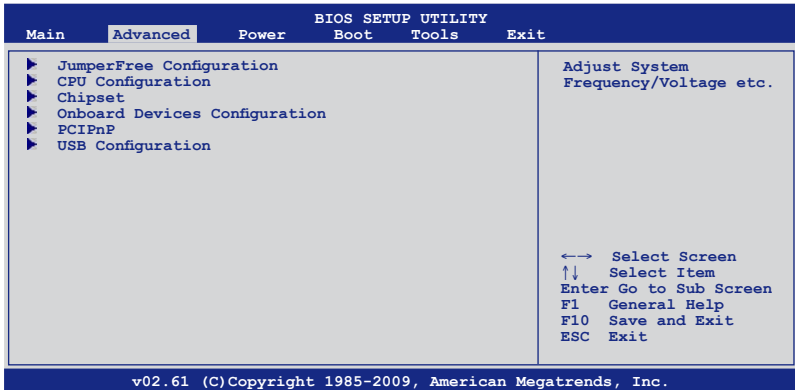 BIOS SETUP UTILITY
Main Advanced Power Boot Tools Exit
JumperFree Configuration
CPU Configuration
Chipset
Onboard Devices Configuration
PCIPnP
USB Configuration
Adjust System
Frequency/Voltage etc.
←→ Select Screen
↑↓ Select Item
Enter Go to Sub Screen
F1 General Help
F10 Save and Exit
ESC Exit
v02.61 (C)Copyright 1985-2009, American Megatrends, Inc.